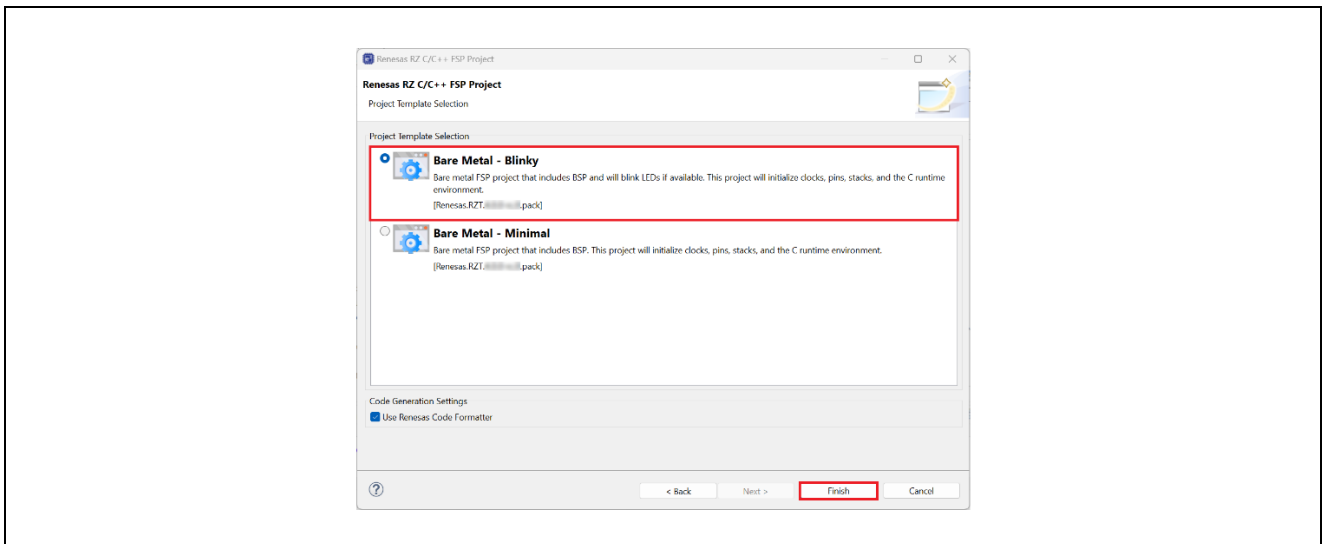 Renesas RZ C/C++ FSP Project
Renesas RZ C/C++ FSP Project
Project Template Selection
Project Template Selection
Bare Metal - Blinky
Bare metal FSP project that includes BSP and will blink LEDs if available. This project will initialize clocks, pins, stacks, and the C runtime
environment.
[Renesas.RZT. .pack]
Bare Metal - Minimal
Bare metal FSP project that includes BSP. This project will initialize clocks, pins, stacks, and the C runtime environment.
[Renesas.RZT. .pack]
Code Generation Settings
Use Renesas Code Formatter
?
< Back Next > Finish Cancel